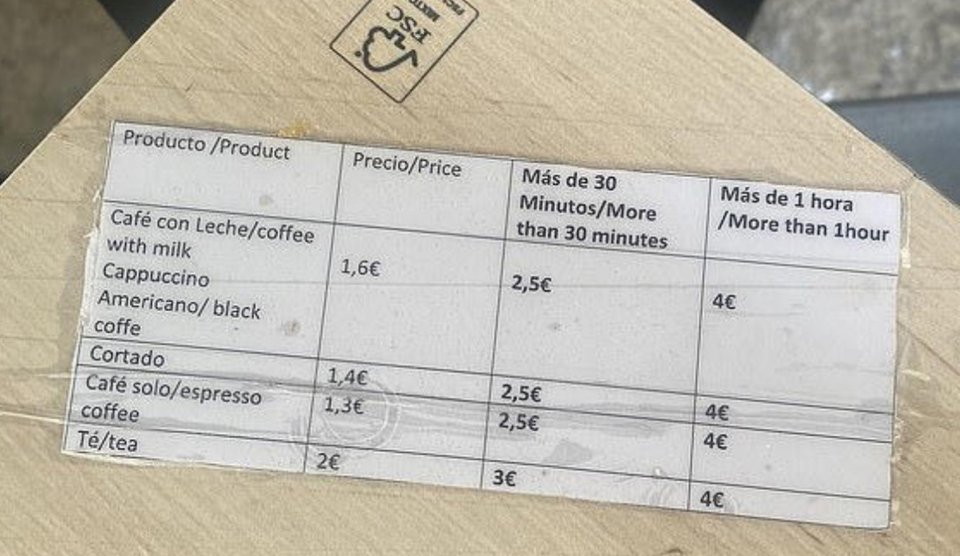 FSC
Producto /Product
Precio/Price
Más de 30
Minutos/More
than 30 minutes
Más de 1 hora
/More than 1hour
Café con Leche/coffee
with milk
Cappuccino
Americano/ black
coffe
1,6€
2,5€
4€
Cortado
1,4€
2,5€
4€
Café solo/espresso
coffee
1,3€
2,5€
4€
Té/tea
2€
3€
4€